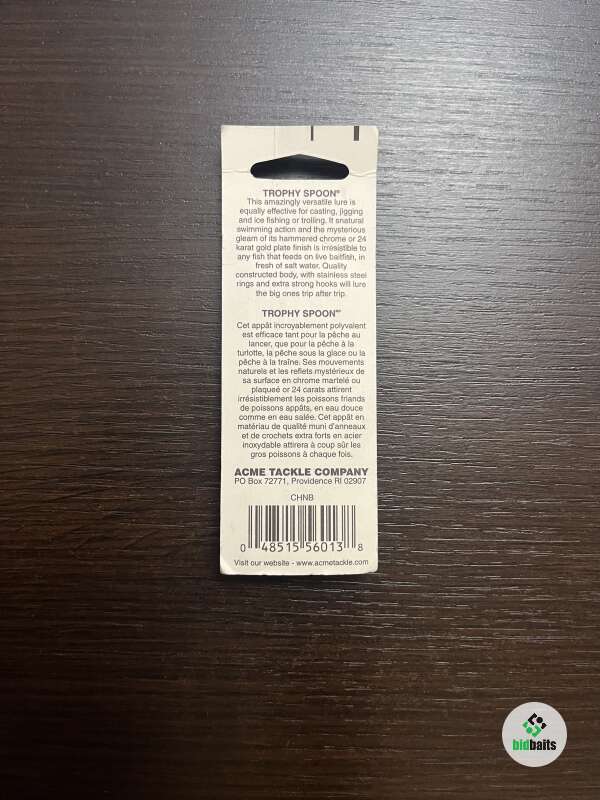 TROPHY SPOON®
This amazingly versatile lure is
equally effective for casting, jigging
and ice fishing or trolling. It snatural
swimming action and the mysterious
gleam of its hammered chrome or 24
karat gold plate finish is irresistible to
any fish that feeds on live baitfish, in
fresh of salt water. Quality
constructed body, with stainless steel
rings and extra strong hooks will lure
the big ones trip after trip.
TROPHY SPOON
Cet appât incroyablement polyvalent
est efficace tant pour la pêche au
lancer, que pour la pêche à la
turlotte, la pêche sous la glace ou la
pêche à la traîne. Ses mouvements
naturels et les reflets mystérieux de
sa surface en chrome martelé ou
plaqueé or 24 carats attirent
irrésistiblement les poissons friands
de poissons appâts, en eau douce
comme en eau salée. Cet appât en
matériau de qualité muni d'anneaux
et de crochets extra forts en acier
inoxydable attirera à coup sûr les
gros poissons à chaque fois.
ACME TACKLE COMPANY
PO Box 72771, Providence RI 02907
CHNB
0 48515 56013 8
Visit our website - www.acmetackle.com
bidbaits